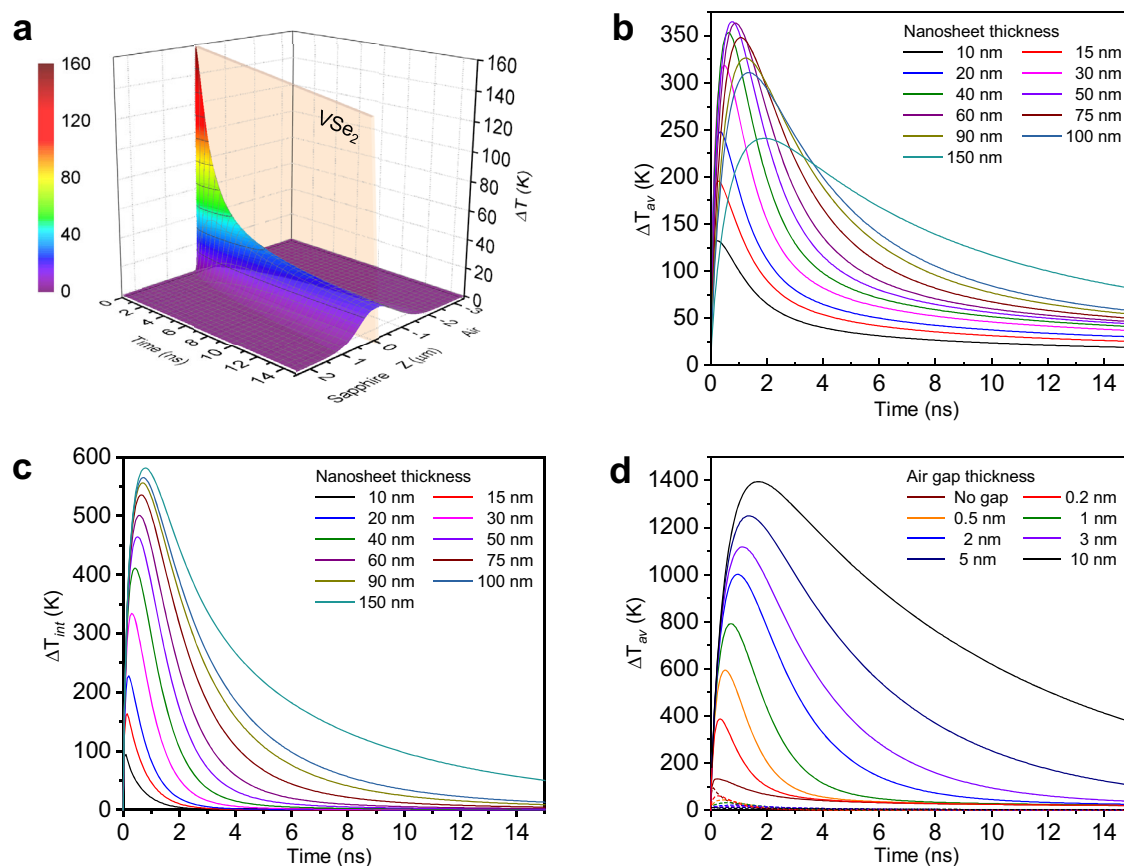 a
160
120
80
40
0
VSe2
160
140
120
100
80
60
40
20
0
ΔT (K)
0
2
4
6
8
10
12
14
Time (ns)
2
1
0
-1
-2
-3
Sapphire Z (μm) Air
b
350
300
250
200
150
100
50
0
ΔTav (K)
Nanosheet thickness
10 nm 15 nm
20 nm 30 nm
40 nm 50 nm
60 nm 75 nm
90 nm 100 nm
150 nm
0 2 4 6 8 10 12 14
Time (ns)
c
600
500
400
300
200
100
0
ΔTint (K)
Nanosheet thickness
10 nm 15 nm
20 nm 30 nm
40 nm 50 nm
60 nm 75 nm
90 nm 100 nm
150 nm
0 2 4 6 8 10 12 14
Time (ns)
d
1400
1200
1000
800
600
400
200
0
ΔTav (K)
Air gap thickness
No gap 0.2 nm
0.5 nm 1 nm
2 nm 3 nm
5 nm 10 nm
0 2 4 6 8 10 12 14
Time (ns)